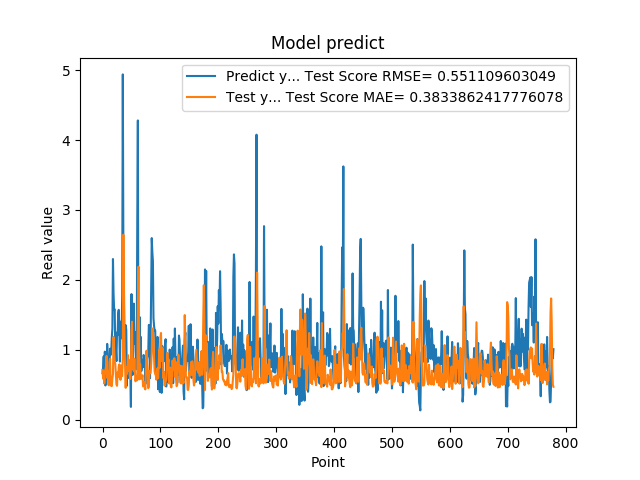 Model predict
Predict y... Test Score RMSE= 0.551109603049
Test y... Test Score MAE= 0.3833862417776078
5
4
3
2
1
0
Real value
0 100 200 300 400 500 600 700 800
Point